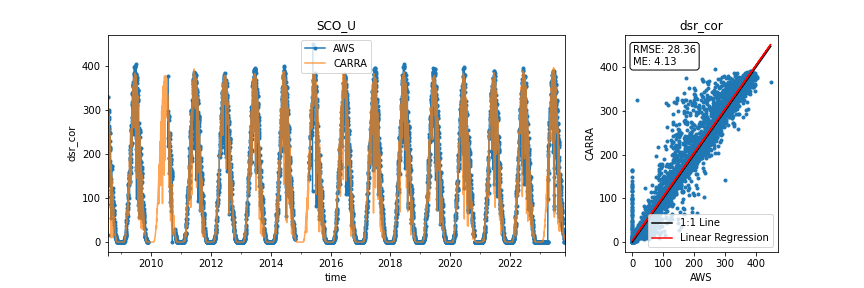 SCO_U
dsr_cor
AWS
CARRA
dsr_cor
400
300
200
100
0
2010
2012
2014
2016
2018
2020
2022
time
RMSE: 28.36
ME: 4.13
CARRA
400
300
200
100
0
1:1 Line
Linear Regression
0
100
200
300
400
AWS